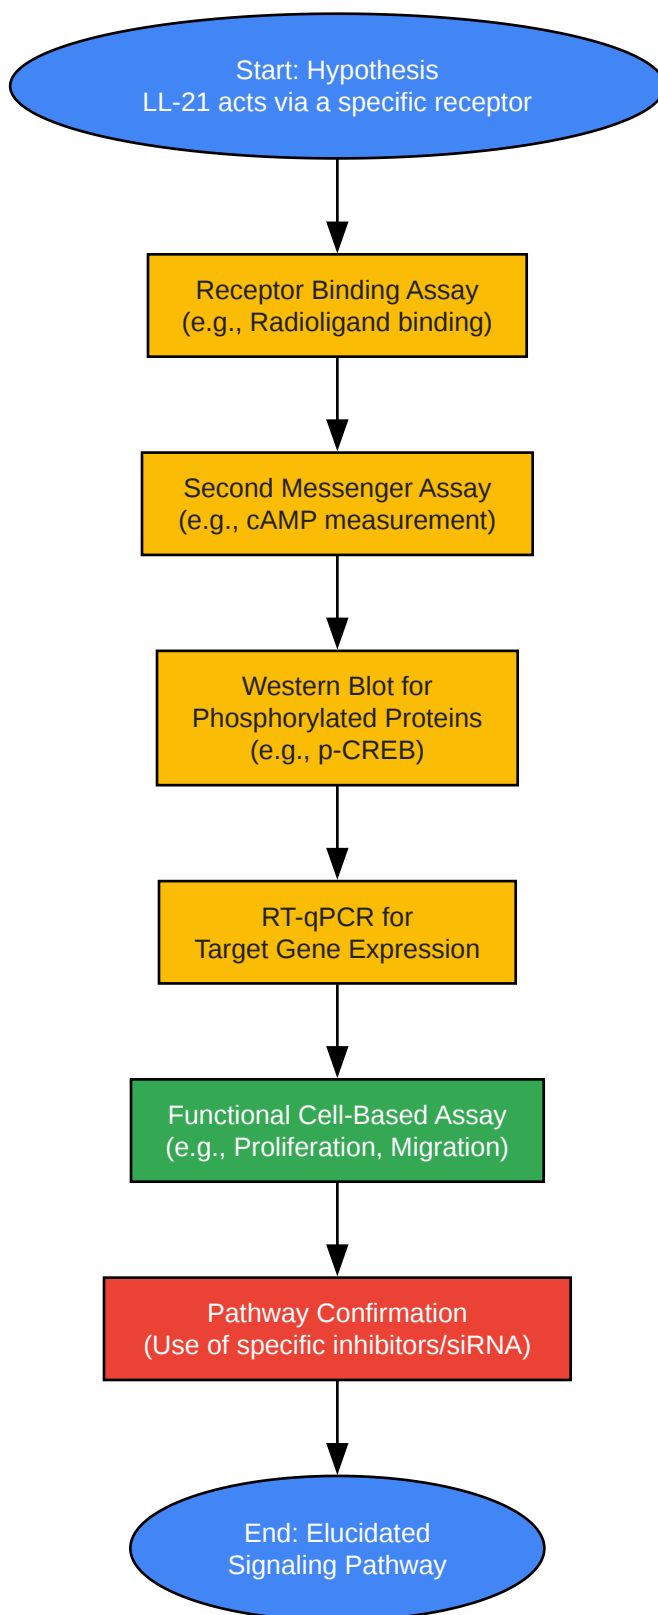 Start: Hypothesis
LL-21 acts via a specific receptor
Receptor Binding Assay
(e.g., Radioligand binding)
Second Messenger Assay
(e.g., cAMP measurement)
Western Blot for
Phosphorylated Proteins
(e.g., p-CREB)
RT-qPCR for
Target Gene Expression
Functional Cell-Based Assay
(e.g., Proliferation, Migration)
Pathway Confirmation
(Use of specific inhibitors/siRNA)
End: Elucidated
Signaling Pathway